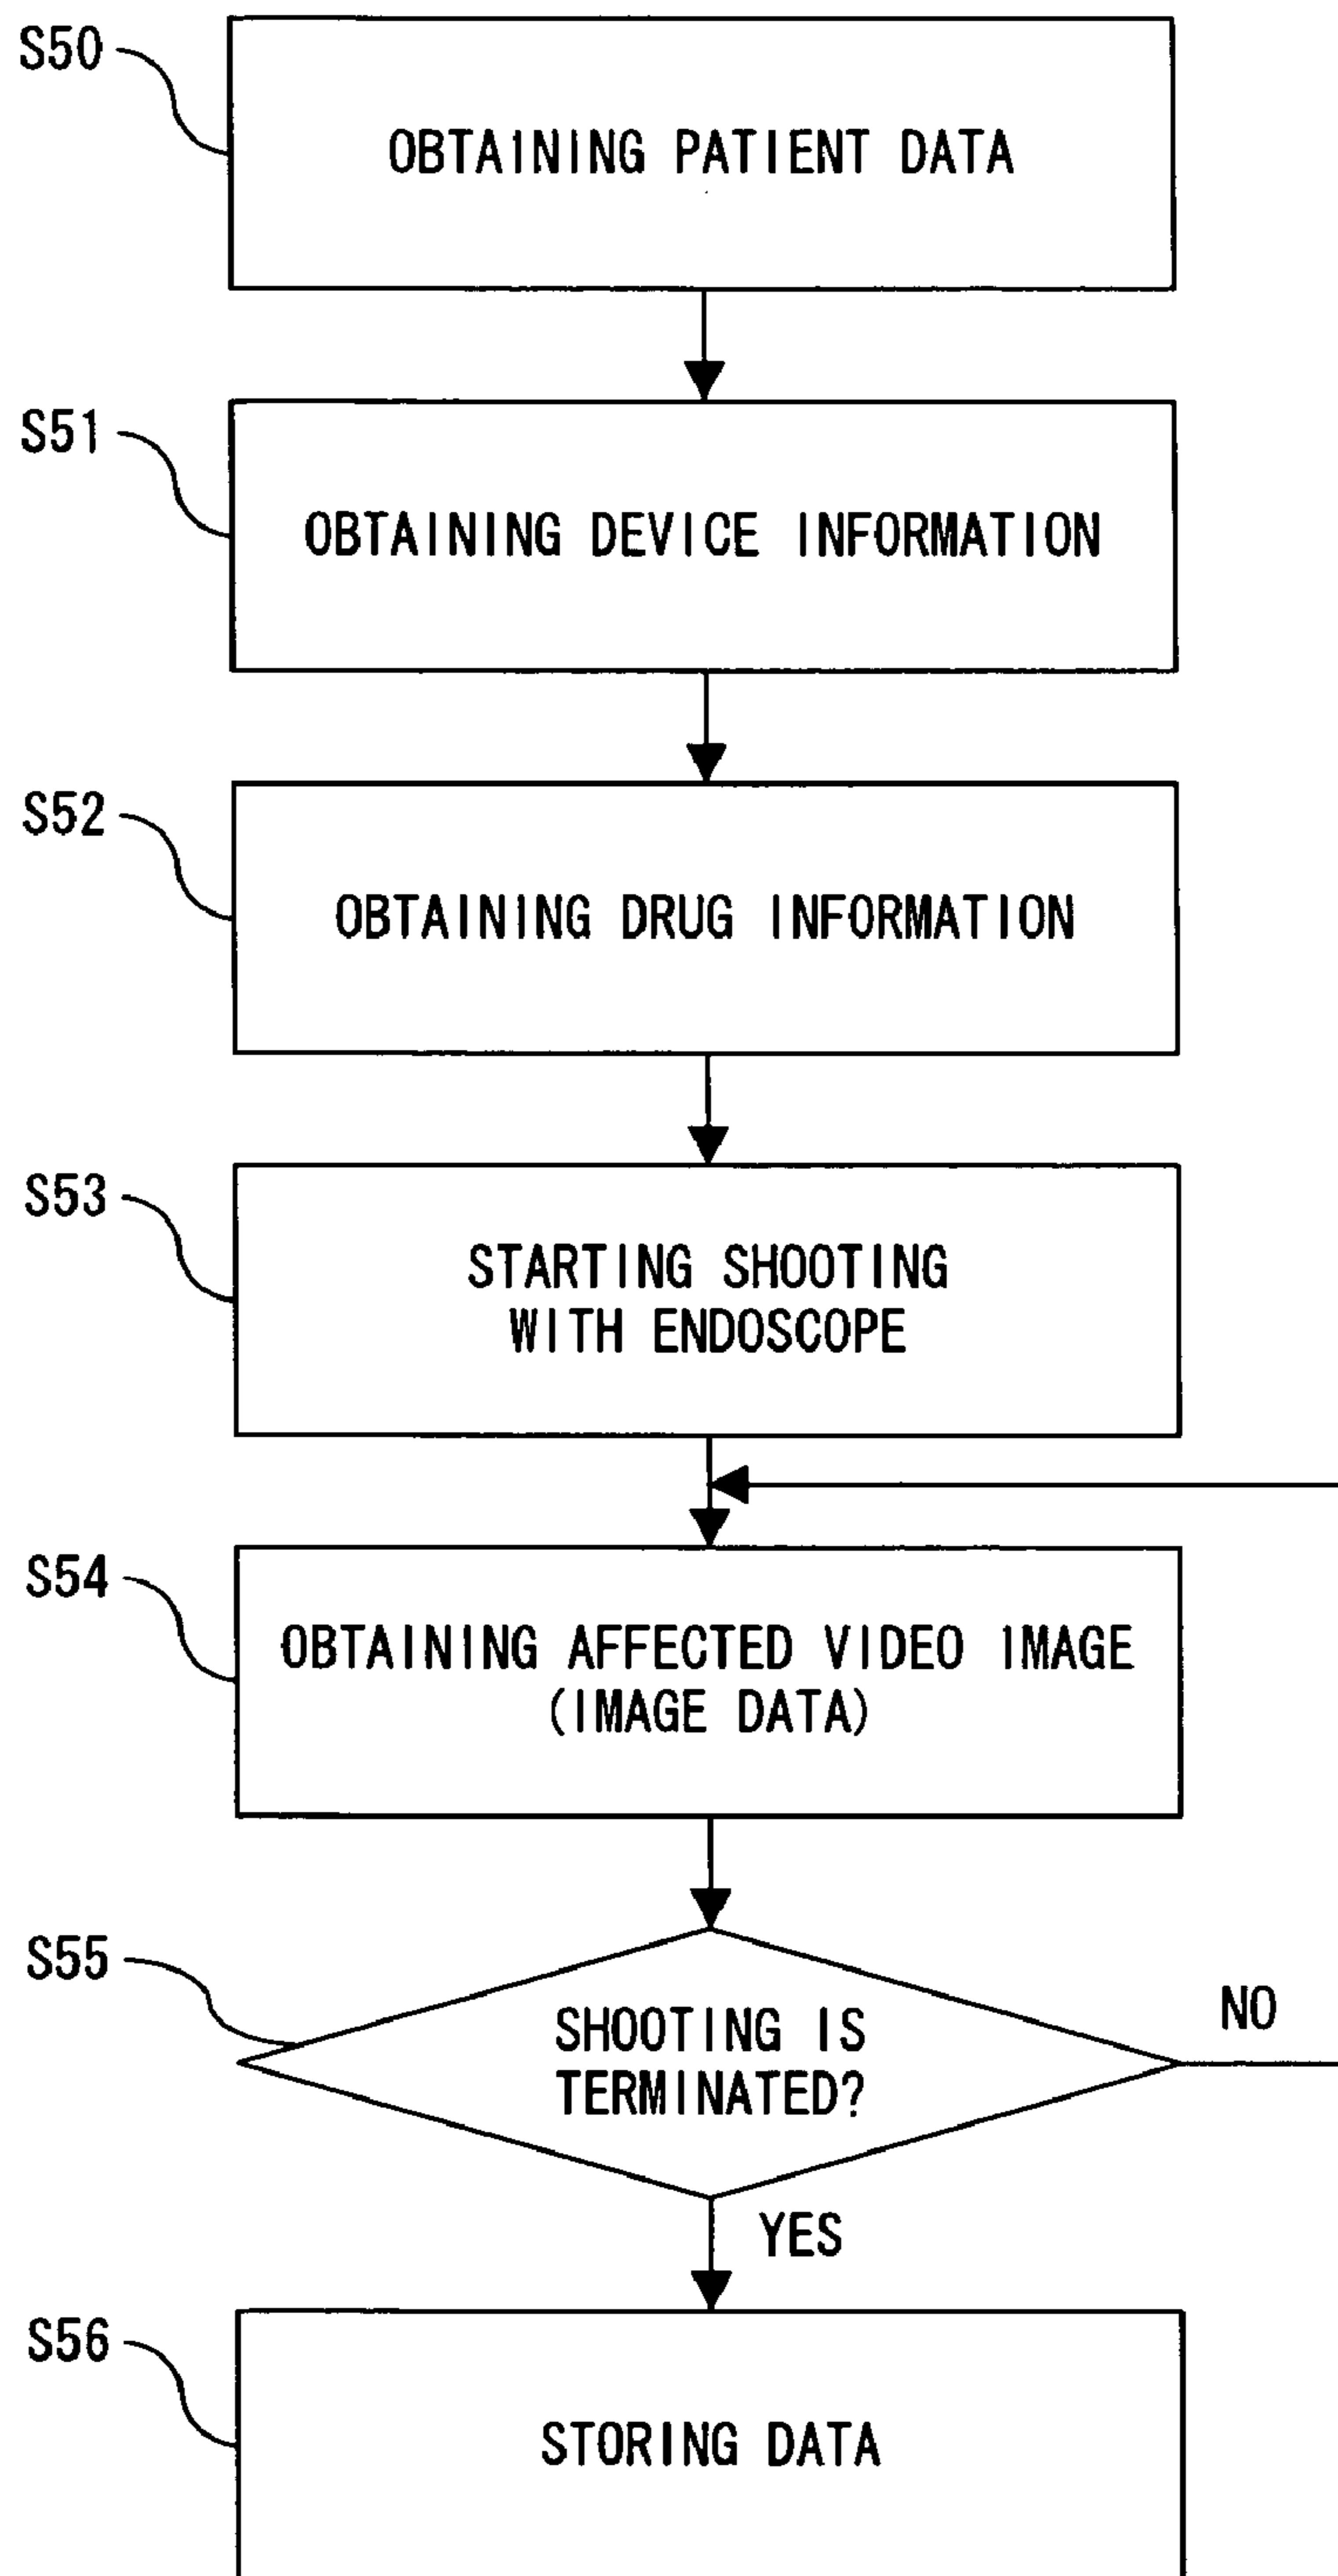 S50
OBTAINING PATIENT DATA
S51
OBTAINING DEVICE INFORMATION
S52
OBTAINING DRUG INFORMATION
S53
STARTING SHOOTING
WITH ENDOSCOPE
S54
OBTAINING AFFECTED VIDEO IMAGE
(IMAGE DATA)
S55
SHOOTING IS
TERMINATED?
NO
YES
S56
STORING DATA